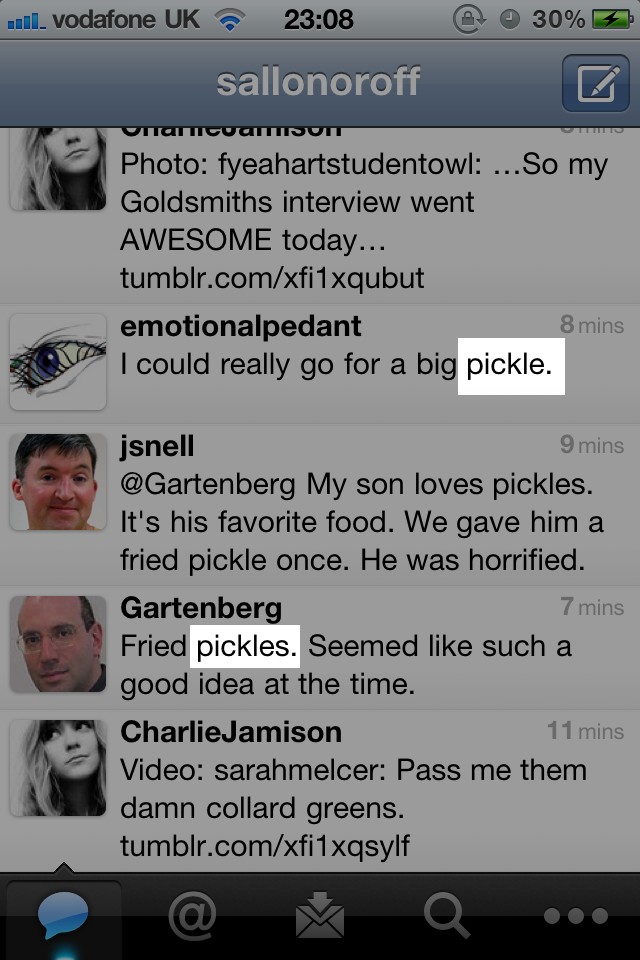 vodafone UK 23:08 30%
sallonoroff
CharlieJamison mins
Photo: fyeahartstudentowl: …So my
Goldsmiths interview went
AWESOME today…
tumblr.com/xfi1xqubut
emotionalpedant 8 mins
I could really go for a big pickle.
jsnell 9 mins
@Gartenberg My son loves pickles.
It's his favorite food. We gave him a
fried pickle once. He was horrified.
Gartenberg 7 mins
Fried pickles. Seemed like such a
good idea at the time.
CharlieJamison 11 mins
Video: sarahmelcer: Pass me them
damn collard greens.
tumblr.com/xfi1xqsylf
@